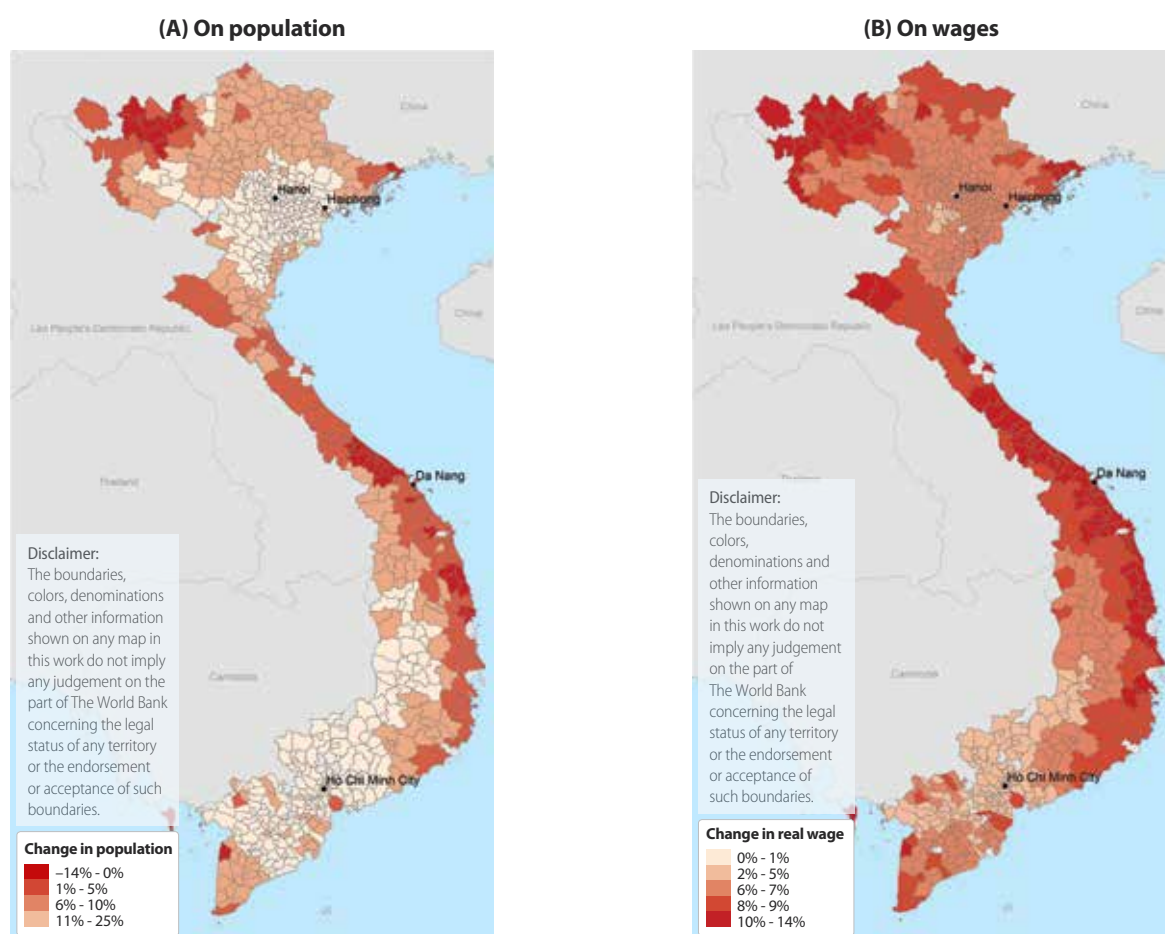 (A) On population
China
Hanoi
Haiphong
China
Lao People's Democratic Republic
Da Nang
Thailand
Disclaimer:
The boundaries,
colors, denominations
and other information
shown on any map in
this work do not imply
any judgement on the
part of The World Bank
concerning the legal
status of any territory
or the endorsement
or acceptance of such
boundaries.
Cambodia
Ho Chi Minh City
Change in population
–14% - 0%
1% - 5%
6% - 10%
11% - 25%
(B) On wages
China
Hanoi
Haiphong
China
Lao People's Democratic Republic
Da Nang
Disclaimer:
The boundaries,
colors,
denominations and
other information
shown on any map
in this work do not
imply any judgement
on the part of
The World Bank
concerning the legal
status of any territory
or the endorsement
or acceptance of
such boundaries.
Cambodia
Ho Chi Minh City
Change in real wage
0% - 1%
2% - 5%
6% - 7%
8% - 9%
10% - 14%